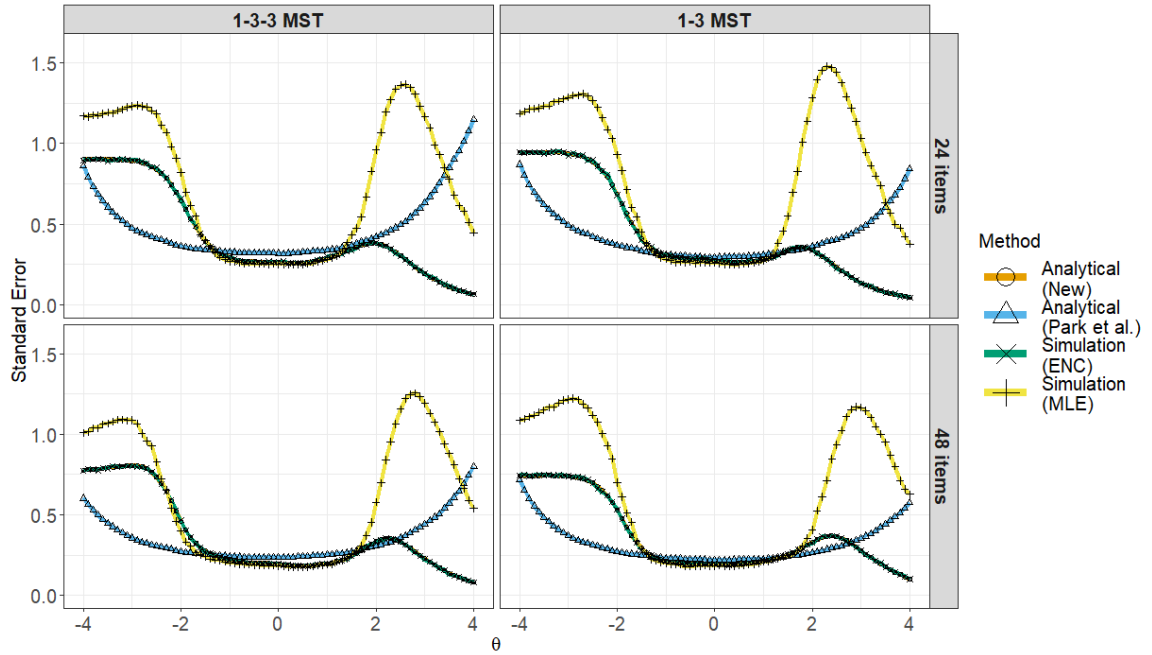 1-3-3 MST
1-3 MST
1.5
1.0
0.5
0.0
24 items
1.5
1.0
0.5
0.0
48 items
Standard Error
-4 -2 0 2 4
-4 -2 0 2 4
θ
Method
Analytical
(New)
Analytical
(Park et al.)
Simulation
(ENC)
Simulation
(MLE)